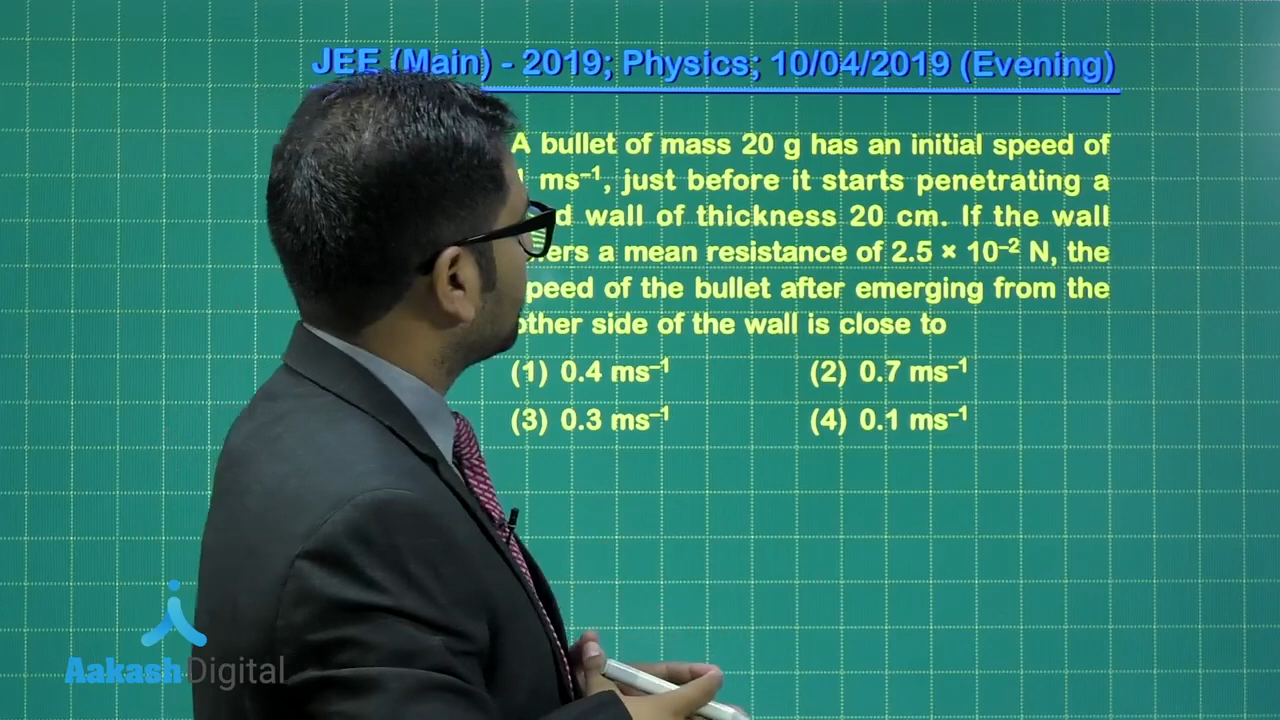 JEE (Main) - 2019; Physics; 10/04/2019 (Evening)
A bullet of mass 20 g has an initial speed of
ms⁻¹, just before it starts penetrating a
wall of thickness 20 cm. If the wall
a mean resistance of 2.5 × 10⁻² N, the
speed of the bullet after emerging from the
other side of the wall is close to
(1) 0.4 ms⁻¹ (2) 0.7 ms⁻¹
(3) 0.3 ms⁻¹ (4) 0.1 ms⁻¹
Aakash Digital